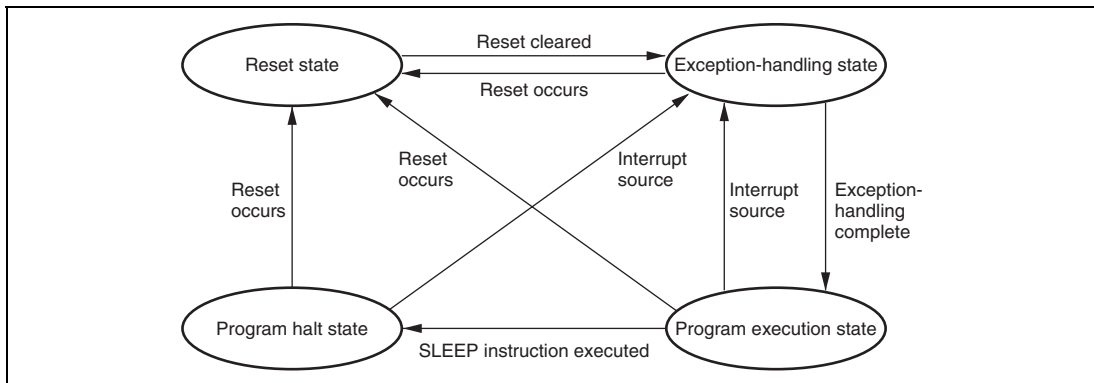 Reset cleared
Reset state
Exception-handling state
Reset occurs
Reset
occurs
Interrupt
source
Reset
occurs
Interrupt
source
Exception-
handling
complete
Program halt state
Program execution state
SLEEP instruction executed